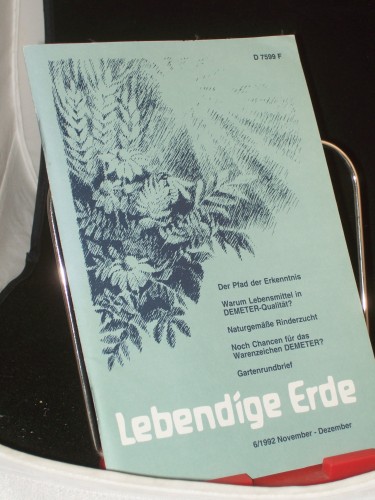 D 7599 F
Der Pfad der Erkenntnis
Warum Lebensmittel in
DEMETER-Qualität?
Naturgemäße Rinderzucht
Noch Chancen für das
Warenzeichen DEMETER?
Gartenrundbrief
Lebendige Erde
6/1992 November - Dezember